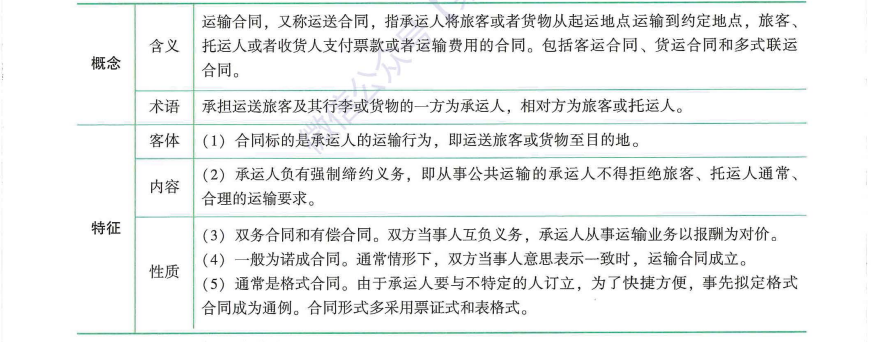 运输合同，又称运送合同，指承运人将旅客或者货物从起运地点运输到约定地点，旅客、
概念
含义
托运人或者收货人支付票款或者运输费用的合同。包括客运合同、货运合同和多式联运
合同。
术语
承担运送旅客及其行李或货物的一方为承运人，相对方为旅客或托运人。
客体
（1）合同标的是承运人的运输行为，即运送旅客或货物至目的地。
特征
内容
（2）承运人负有强制缔约义务，即从事公共运输的承运人不得拒绝旅客、托运人通常、
合理的运输要求。
性质
（3）双务合同和有偿合同。双方当事人互负义务，承运人从事运输业务以报酬为对价。
（4）一般为诺成合同。通常情形下，双方当事人意思表示一致时，运输合同成立。
（5）通常是格式合同。由于承运人要与不特定的人订立，为了快捷方便，事先拟定格式
合同成为通例。合同形式多采用票证式和表格式。
微信公众号